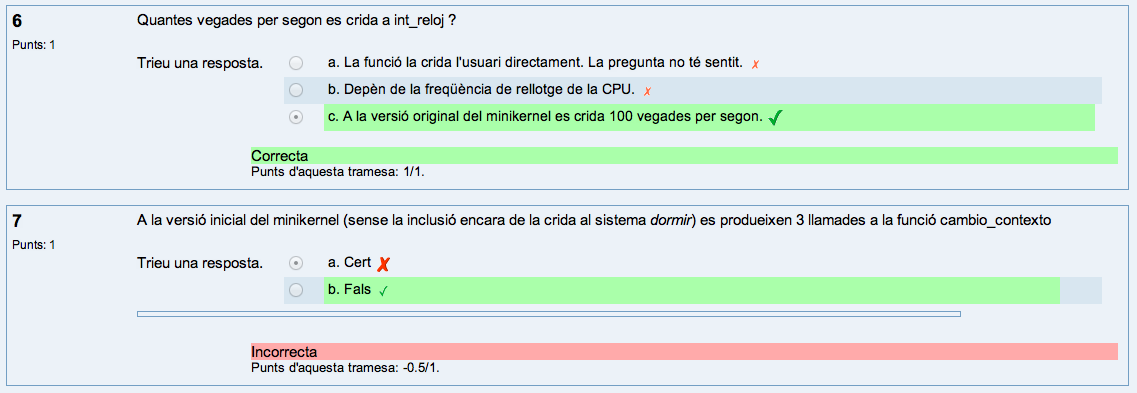 6
Quantes vegades per segon es crida a int_reloj ?
Punts: 1
Trieu una resposta.
a. La funció la crida l'usuari directament. La pregunta no té sentit. ✗
b. Depèn de la freqüència de rellotge de la CPU. ✗
c. A la versió original del minikernel es crida 100 vegades per segon. ✓
Correcta
Punts d'aquesta tramesa: 1/1.
7
A la versió inicial del minikernel (sense la inclusió encara de la crida al sistema dormir) es produeixen 3 llamades a la funció cambio_contexto
Punts: 1
Trieu una resposta.
a. Cert ✗
b. Fals ✓
Incorrecta
Punts d'aquesta tramesa: -0.5/1.